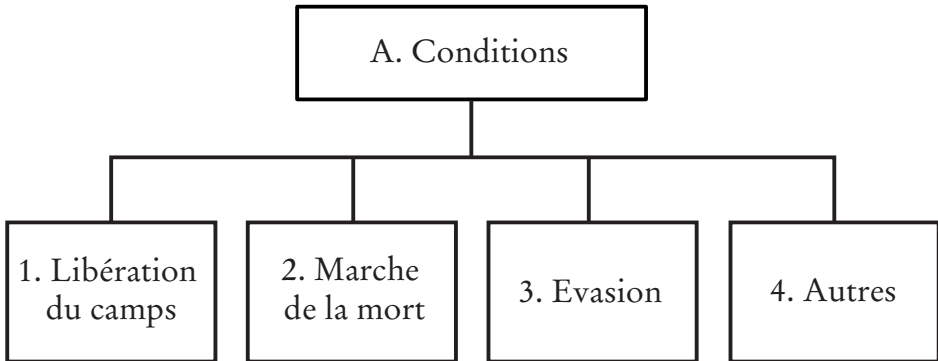 A. Conditions
1. Libération
du camps
2. Marche
de la mort
3. Evasion
4. Autres